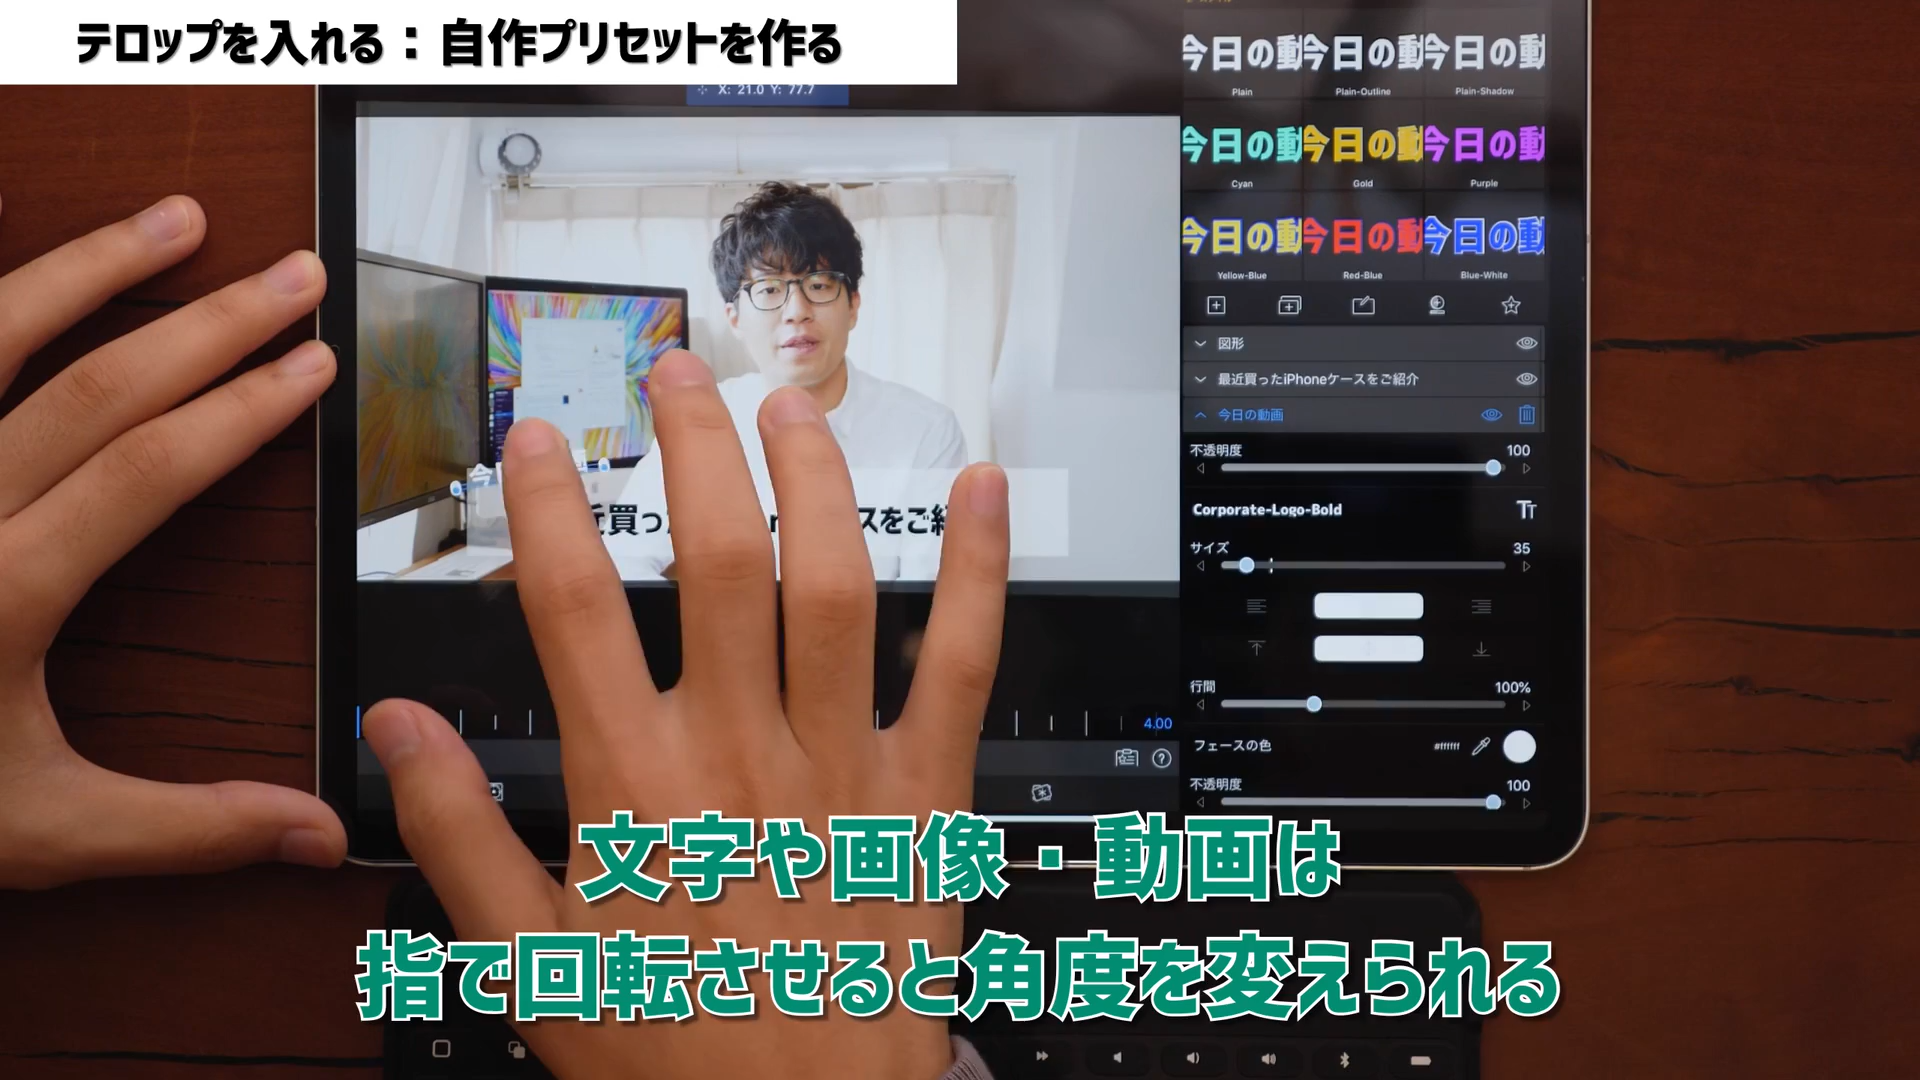 テロップを入れる：自作プリセットを作る
X: 21.0 Y: 77.7
今日の動 今日の動 今日の動
Plain Plain-Outline Plain-Shadow
今日の動 今日の動 今日の動
Cyan Gold Purple
今日の動 今日の動 今日の動
Yellow-Blue Red-Blue Blue-White
図形
最近買ったiPhoneケースをご紹介
今日の動画
不透明度 100
Corporate-Logo-Bold
サイズ 35
行間 100%
フェースの色 #ffffff
不透明度 100
近買っ スをご紹
4.00
文字や画像・動画は
指で回転させると角度を変えられる